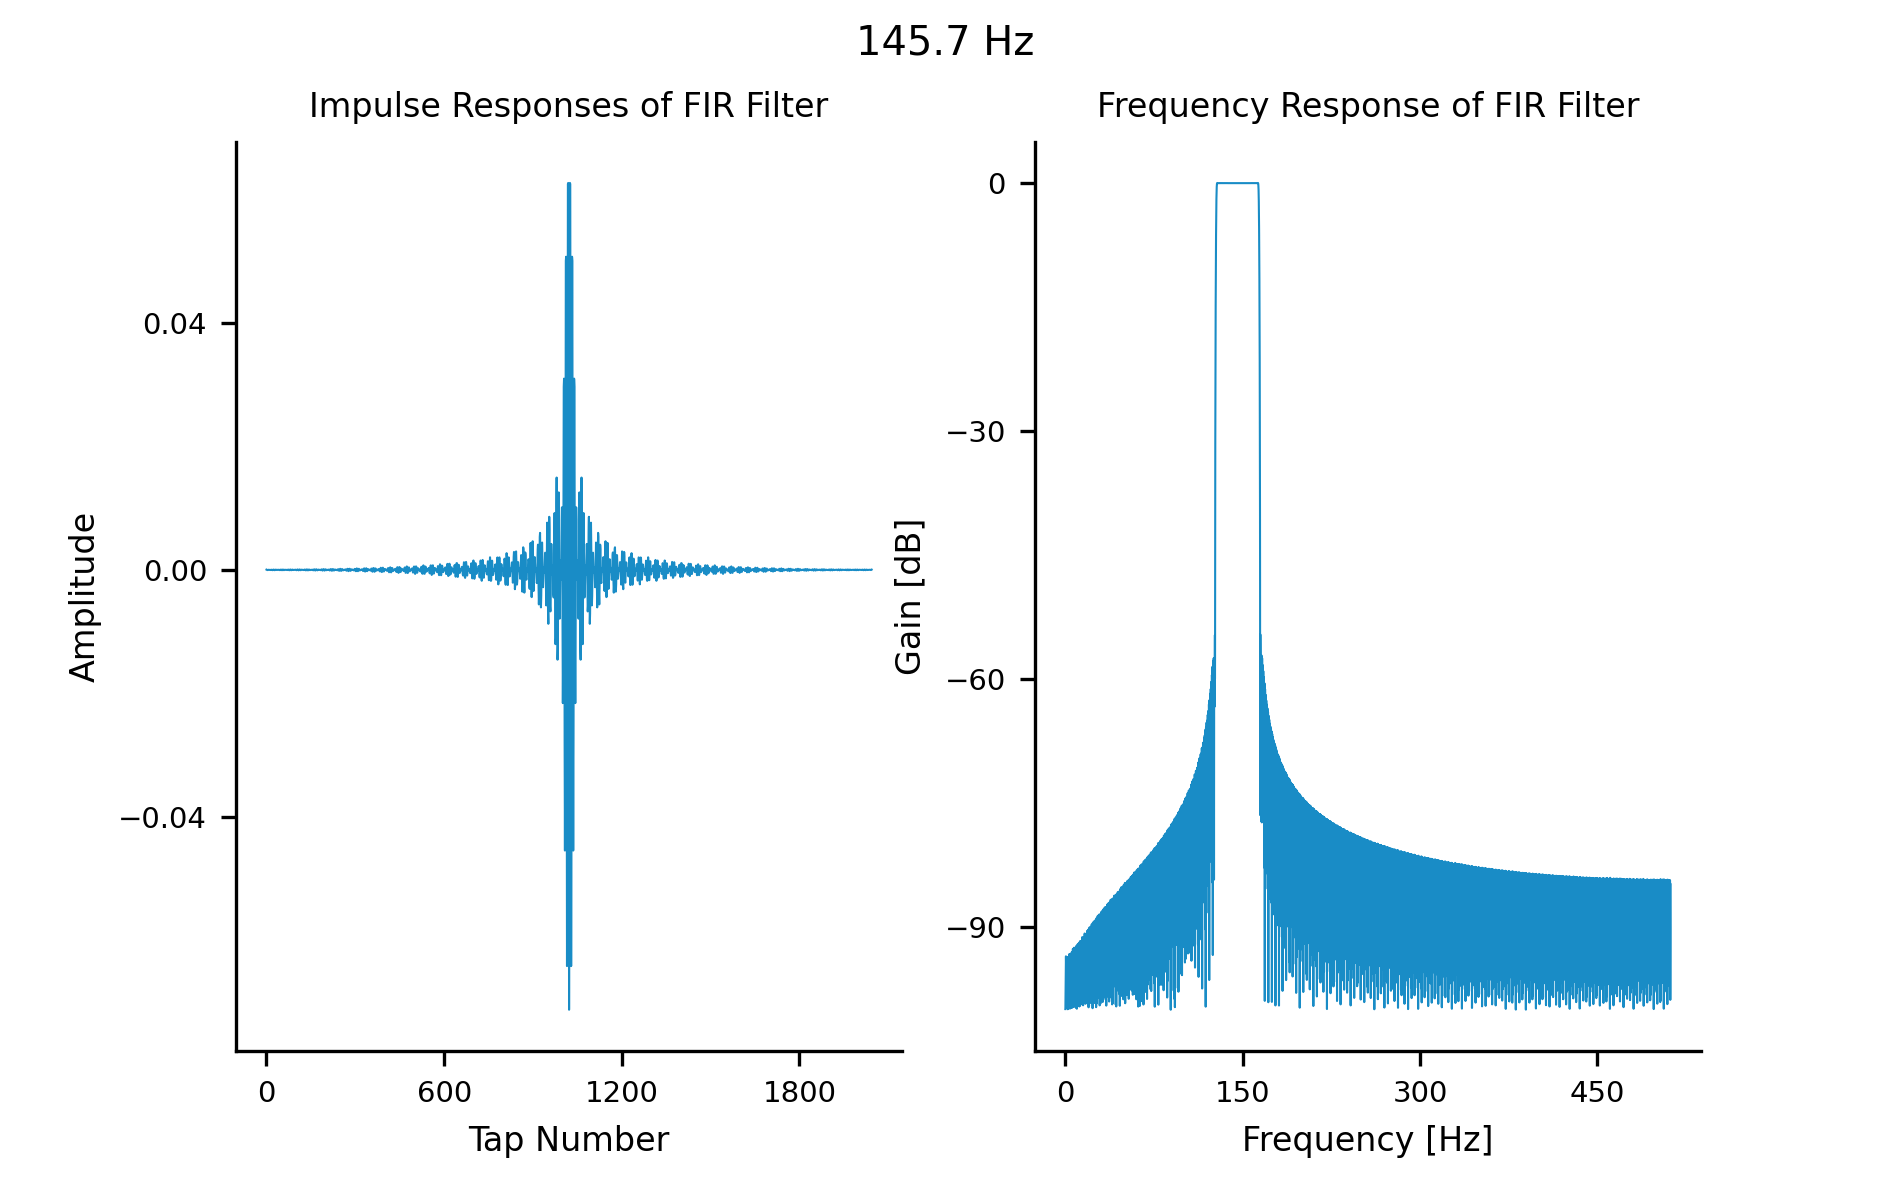 145.7 Hz
Impulse Responses of FIR Filter
Amplitude
0.04
0.00
−0.04
0 600 1200 1800
Tap Number
Frequency Response of FIR Filter
Gain [dB]
0
−30
−60
−90
0 150 300 450
Frequency [Hz]